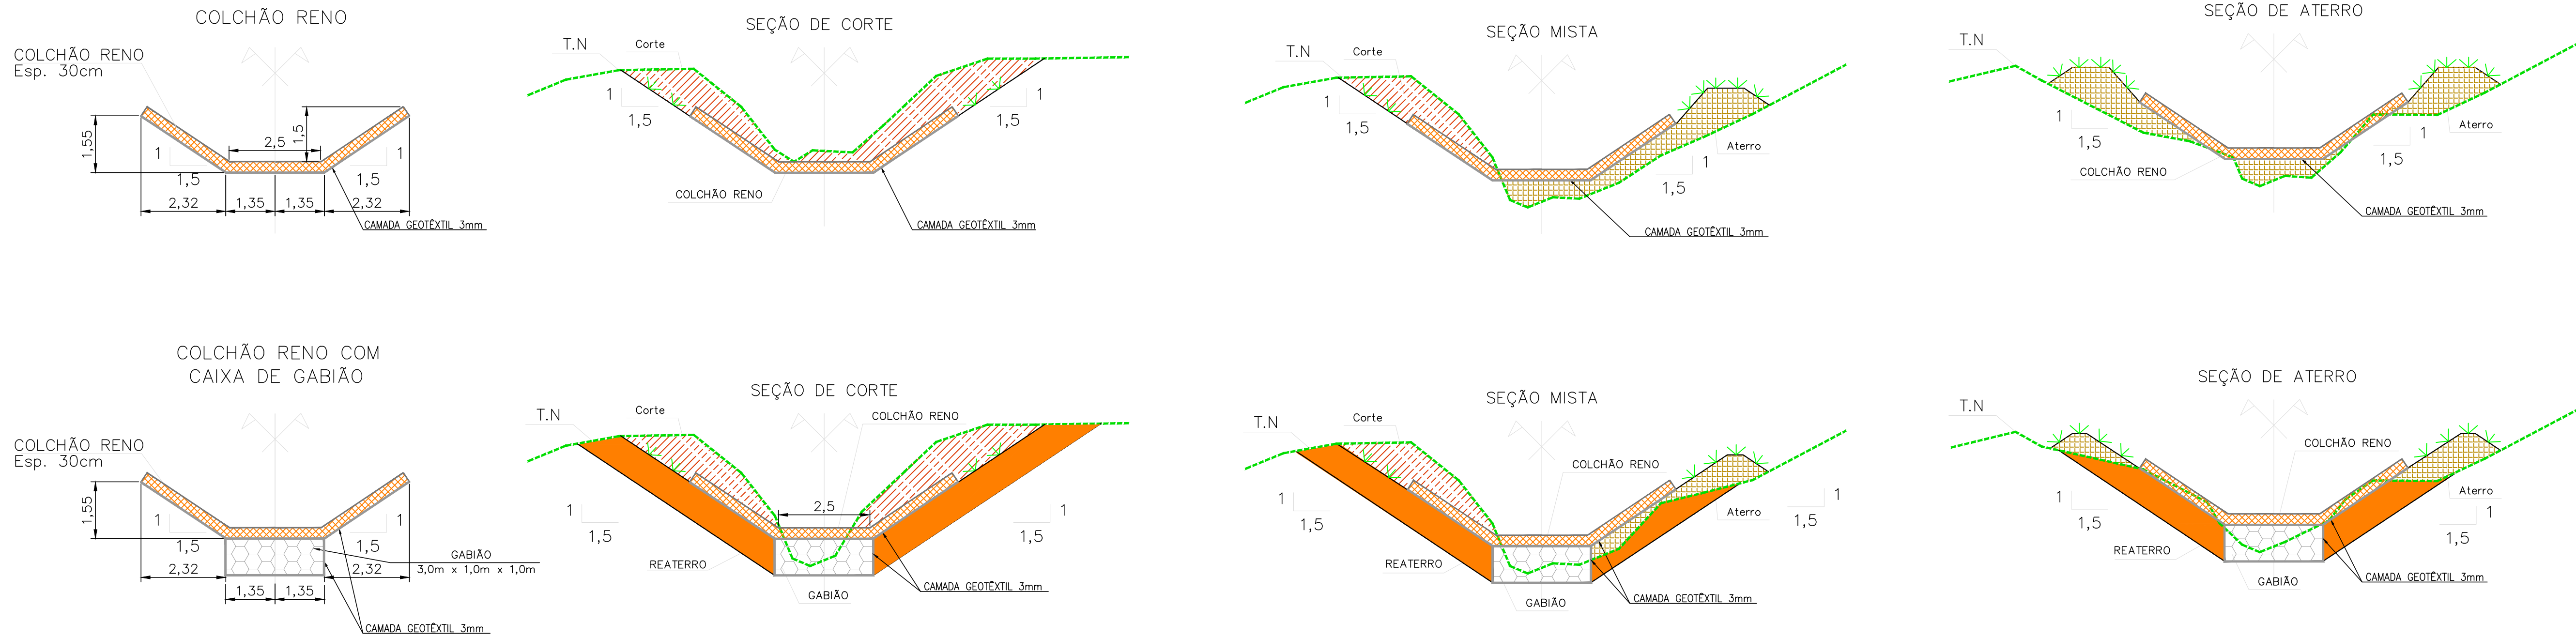 COLCHÃO RENO
COLCHÃO RENO
Esp. 30cm
1,55
2,5
1,5
1
1
1,5
1,5
2,32
1,35
1,35
2,32
CAMADA GEOTÊXTIL 3mm
SEÇÃO DE CORTE
T.N
Corte
1
1,5
1
1,5
COLCHÃO RENO
CAMADA GEOTÊXTIL 3mm
SEÇÃO MISTA
T.N
Corte
1
1,5
Aterro
1
1,5
CAMADA GEOTÊXTIL 3mm
SEÇÃO DE ATERRO
T.N
1
1,5
Aterro
1
1,5
COLCHÃO RENO
CAMADA GEOTÊXTIL 3mm
COLCHÃO RENO COM
CAIXA DE GABIÃO
COLCHÃO RENO
Esp. 30cm
1,55
1
1
1,5
1,5
GABIÃO
3,0m x 1,0m x 1,0m
2,32
2,32
1,35
1,35
CAMADA GEOTÊXTIL 3mm
SEÇÃO DE CORTE
T.N
Corte
COLCHÃO RENO
2,5
1
1,5
1
1,5
REATERRO
CAMADA GEOTÊXTIL 3mm
GABIÃO
SEÇÃO MISTA
T.N
Corte
COLCHÃO RENO
1
1,5
Aterro
1
1,5
REATERRO
CAMADA GEOTÊXTIL 3mm
GABIÃO
SEÇÃO DE ATERRO
T.N
COLCHÃO RENO
1
1,5
Aterro
1
1,5
REATERRO
CAMADA GEOTÊXTIL 3mm
GABIÃO